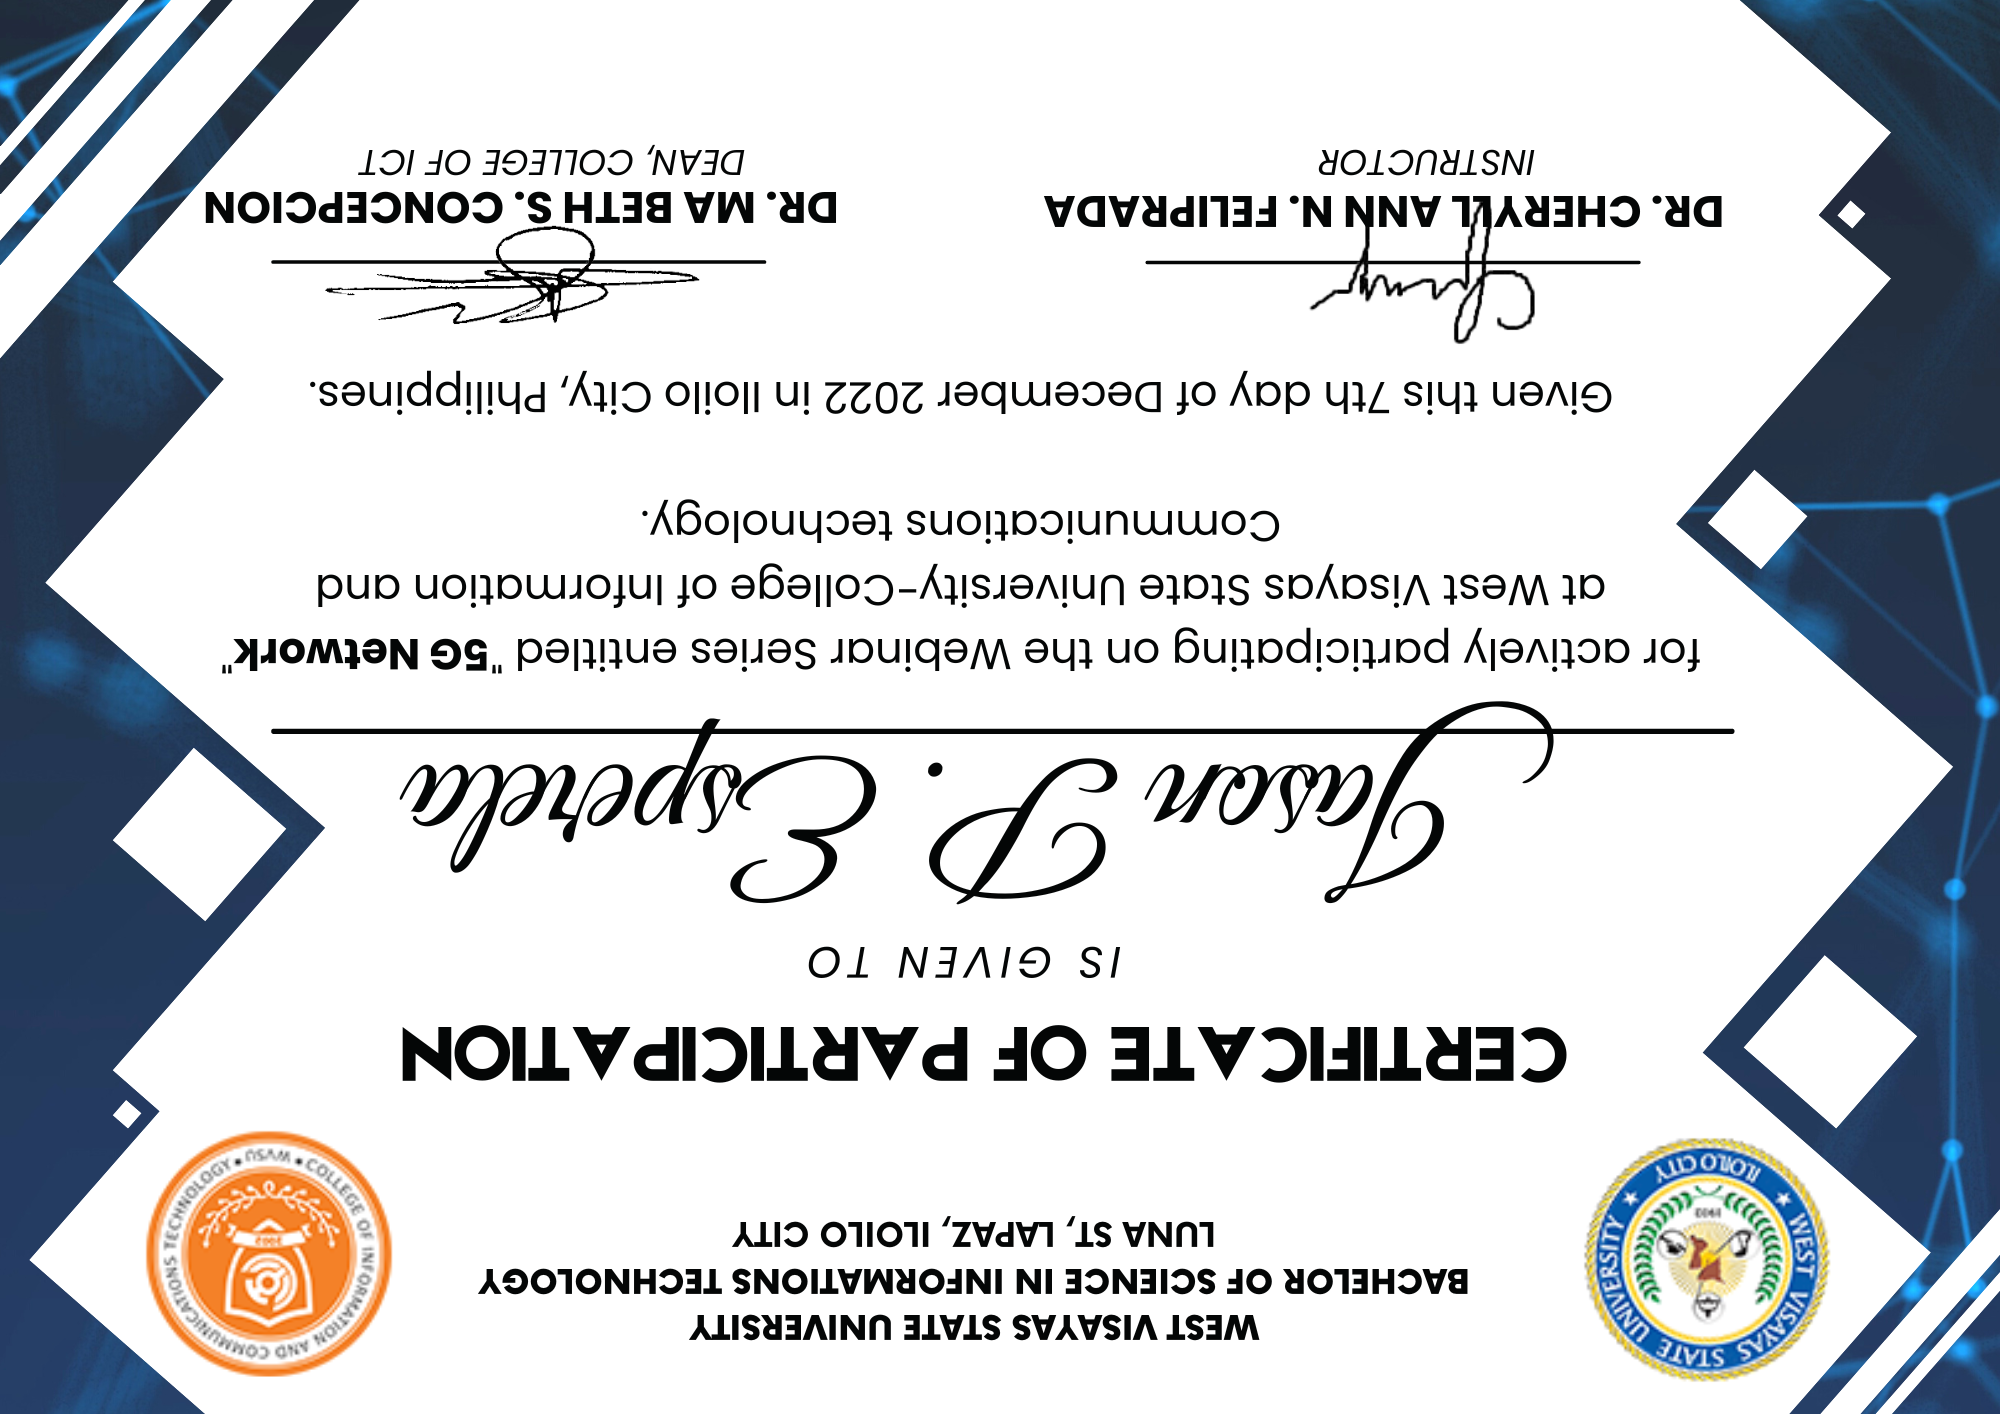 WEST VISAYAS STATE UNIVERSITY
BACHELOR OF SCIENCE IN INFORMATIONS TECHNOLOGY
LUNA ST, LAPAZ, ILOILO CITY
WEST VISAYAS STATE UNIVERSITY
ILOILO CITY
1902
COLLEGE OF INFORMATION AND COMMUNICATIONS TECHNOLOGY • WVSU •
CERTIFICATE OF PARTICIPATION
IS GIVEN TO
Jason P. Esperela
for actively participating on the Webinar Series entitled "5G Network"
at West Visayas State University-College of Information and
Communications technology.
Given this 7th day of December 2022 in Iloilo City, Philippines.
DR. CHERYLL ANN N. FELIPRADA
INSTRUCTOR
DR. MA BETH S. CONCEPCION
DEAN, COLLEGE OF ICT